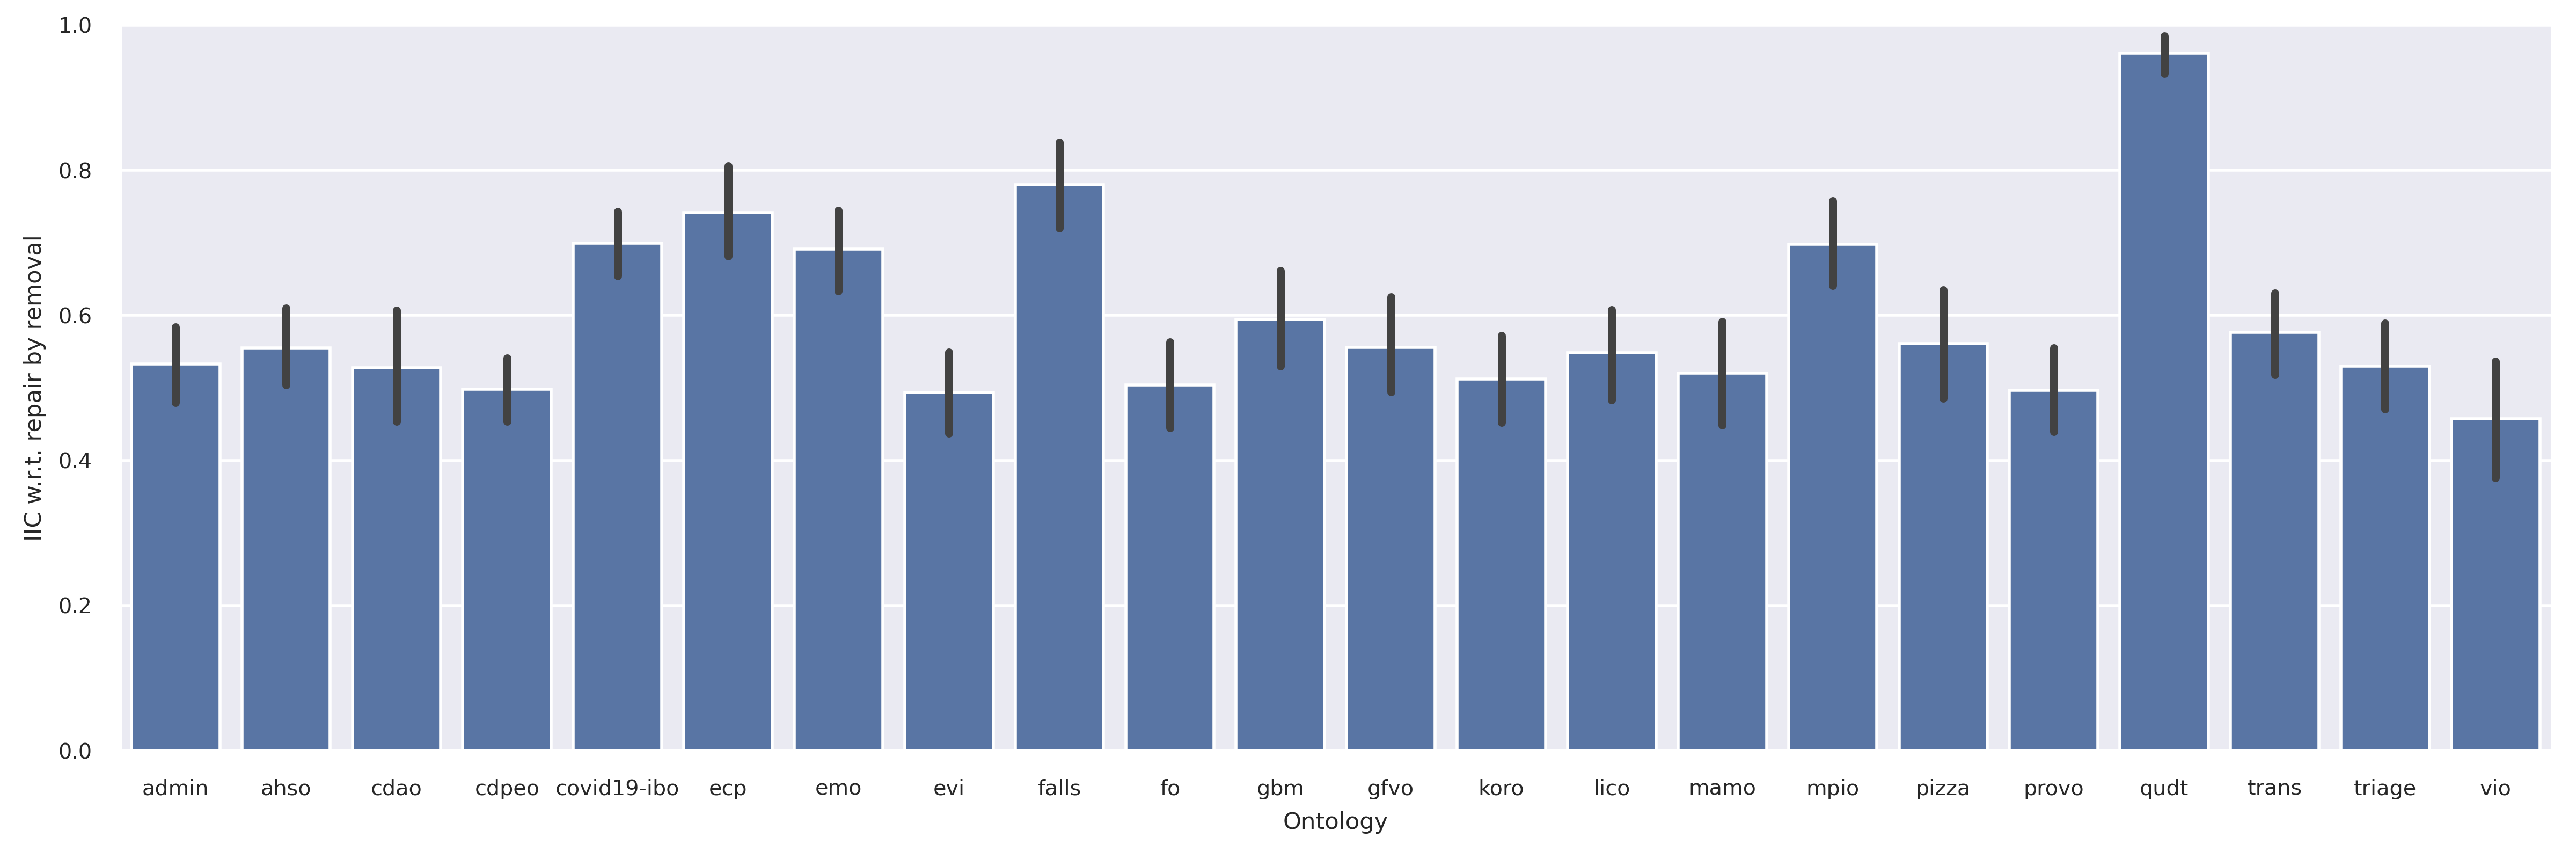 IIC w.r.t. repair by removal
1.0
0.8
0.6
0.4
0.2
0.0
admin ahso cdao cdpeo covid19-ibo ecp emo evi falls fo gbm gfvo koro lico mamo mpio pizza provo qudt trans triage vio
Ontology